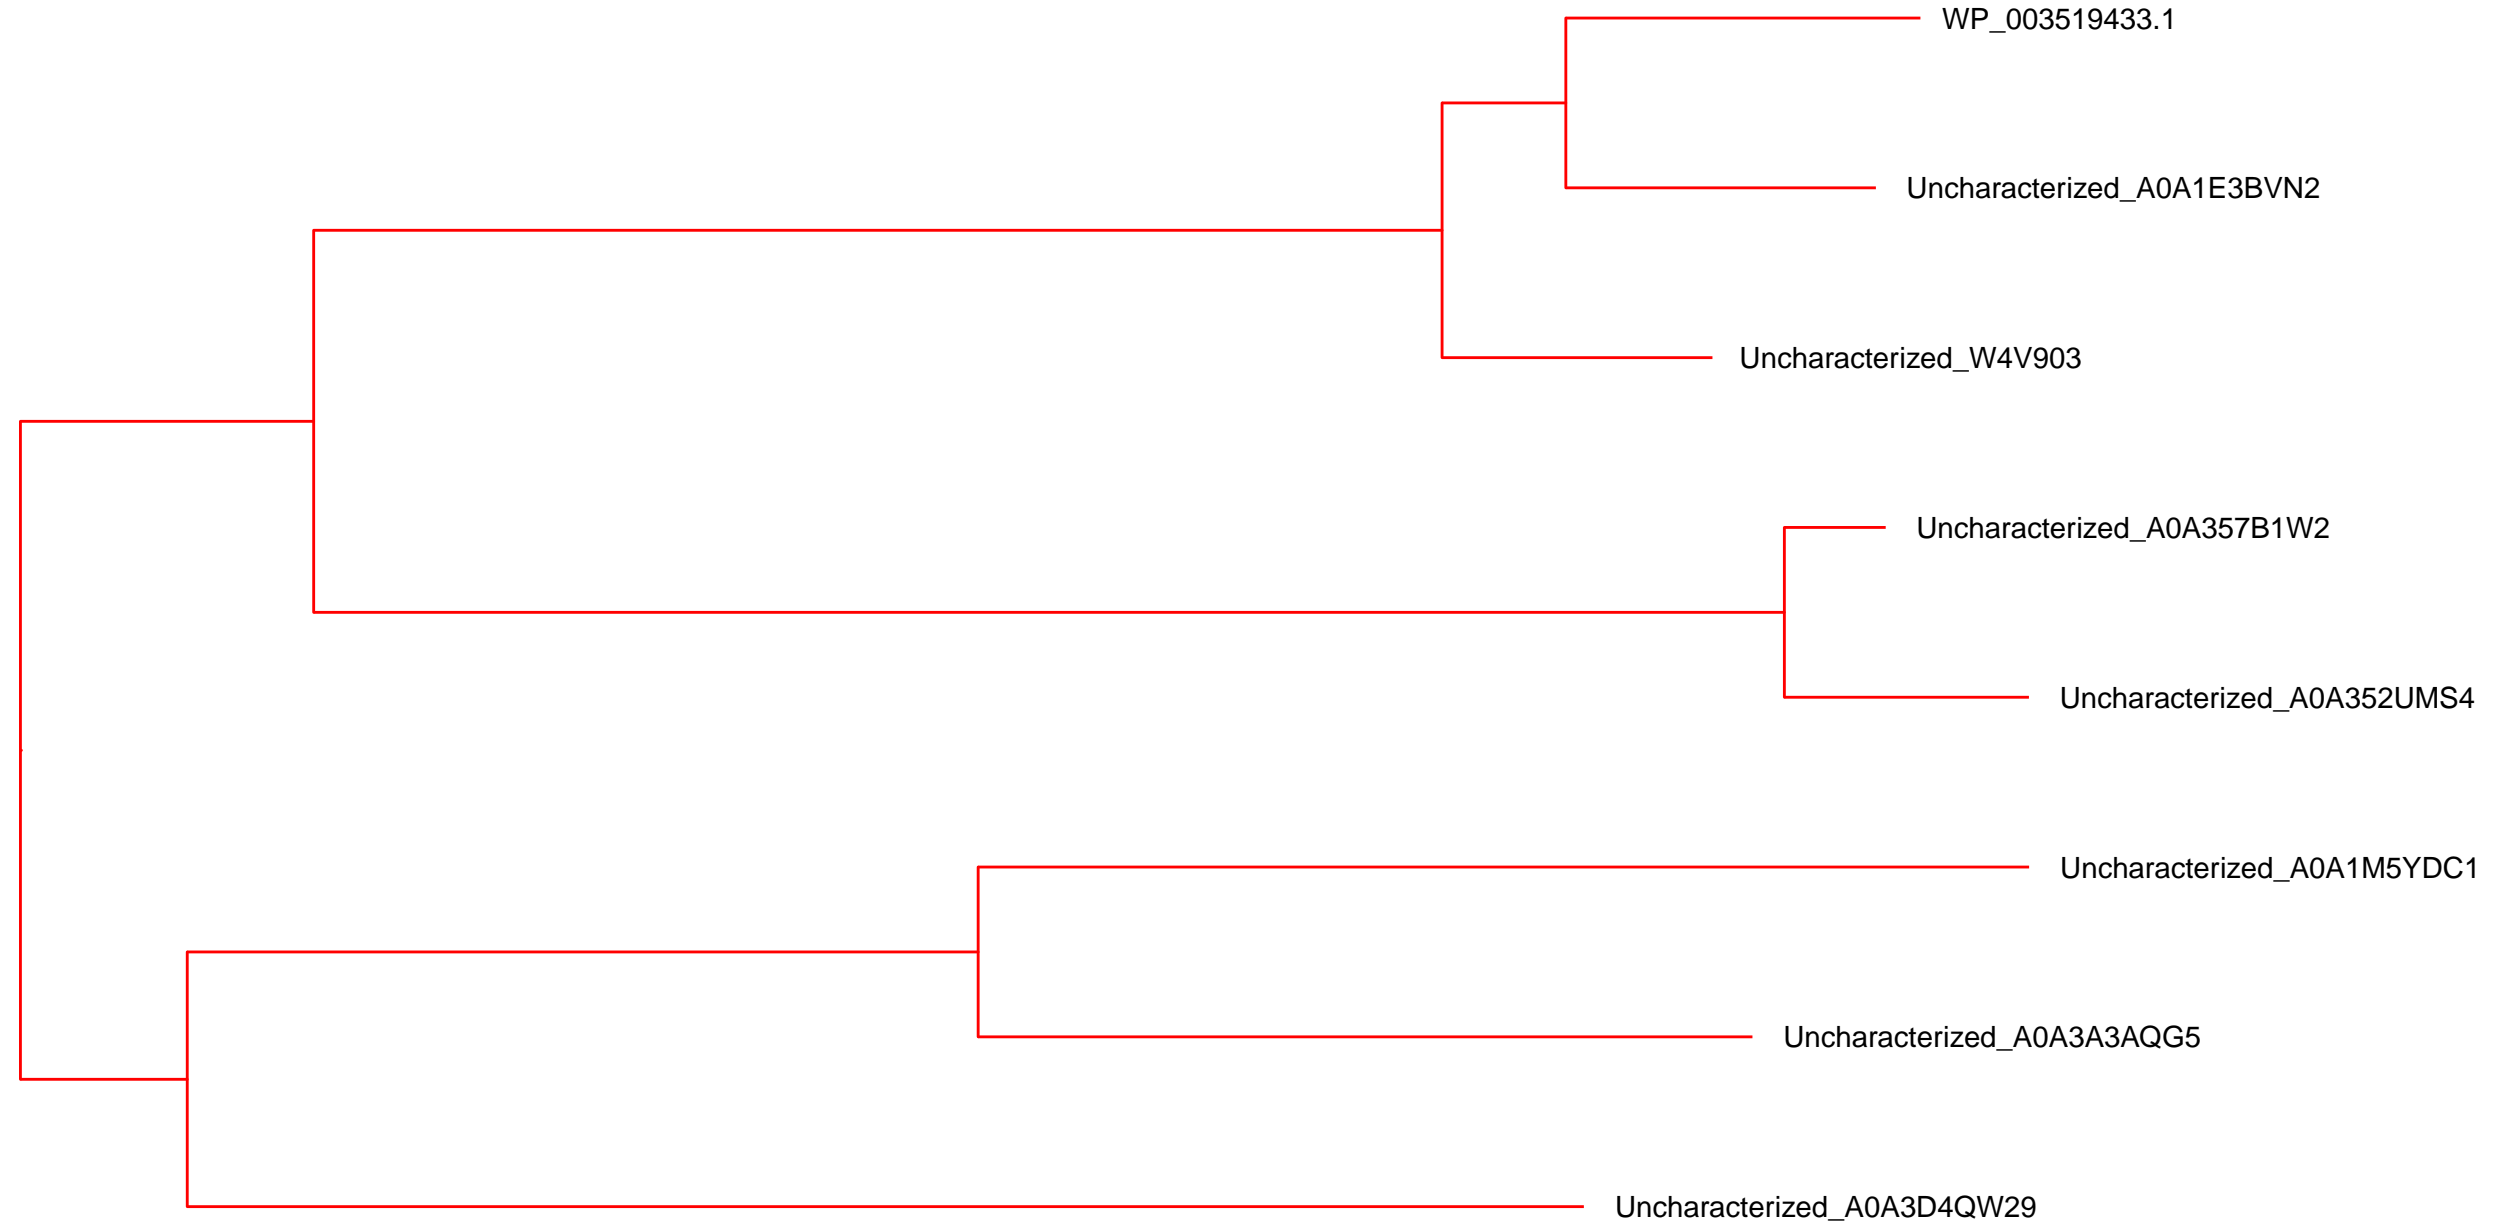 WP_003519433.1
Uncharacterized_A0A1E3BVN2
Uncharacterized_W4V903
Uncharacterized_A0A357B1W2
Uncharacterized_A0A352UMS4
Uncharacterized_A0A1M5YDC1
Uncharacterized_A0A3A3AQG5
Uncharacterized_A0A3D4QW29